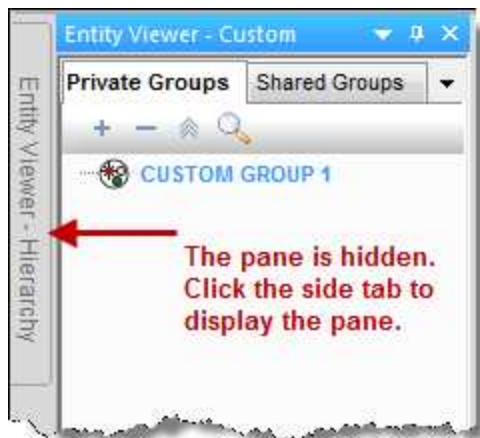 Entity Viewer - Custom
Entity Viewer - Hierarchy
Private Groups Shared Groups
CUSTOM GROUP 1
The pane is hidden.
Click the side tab to
display the pane.